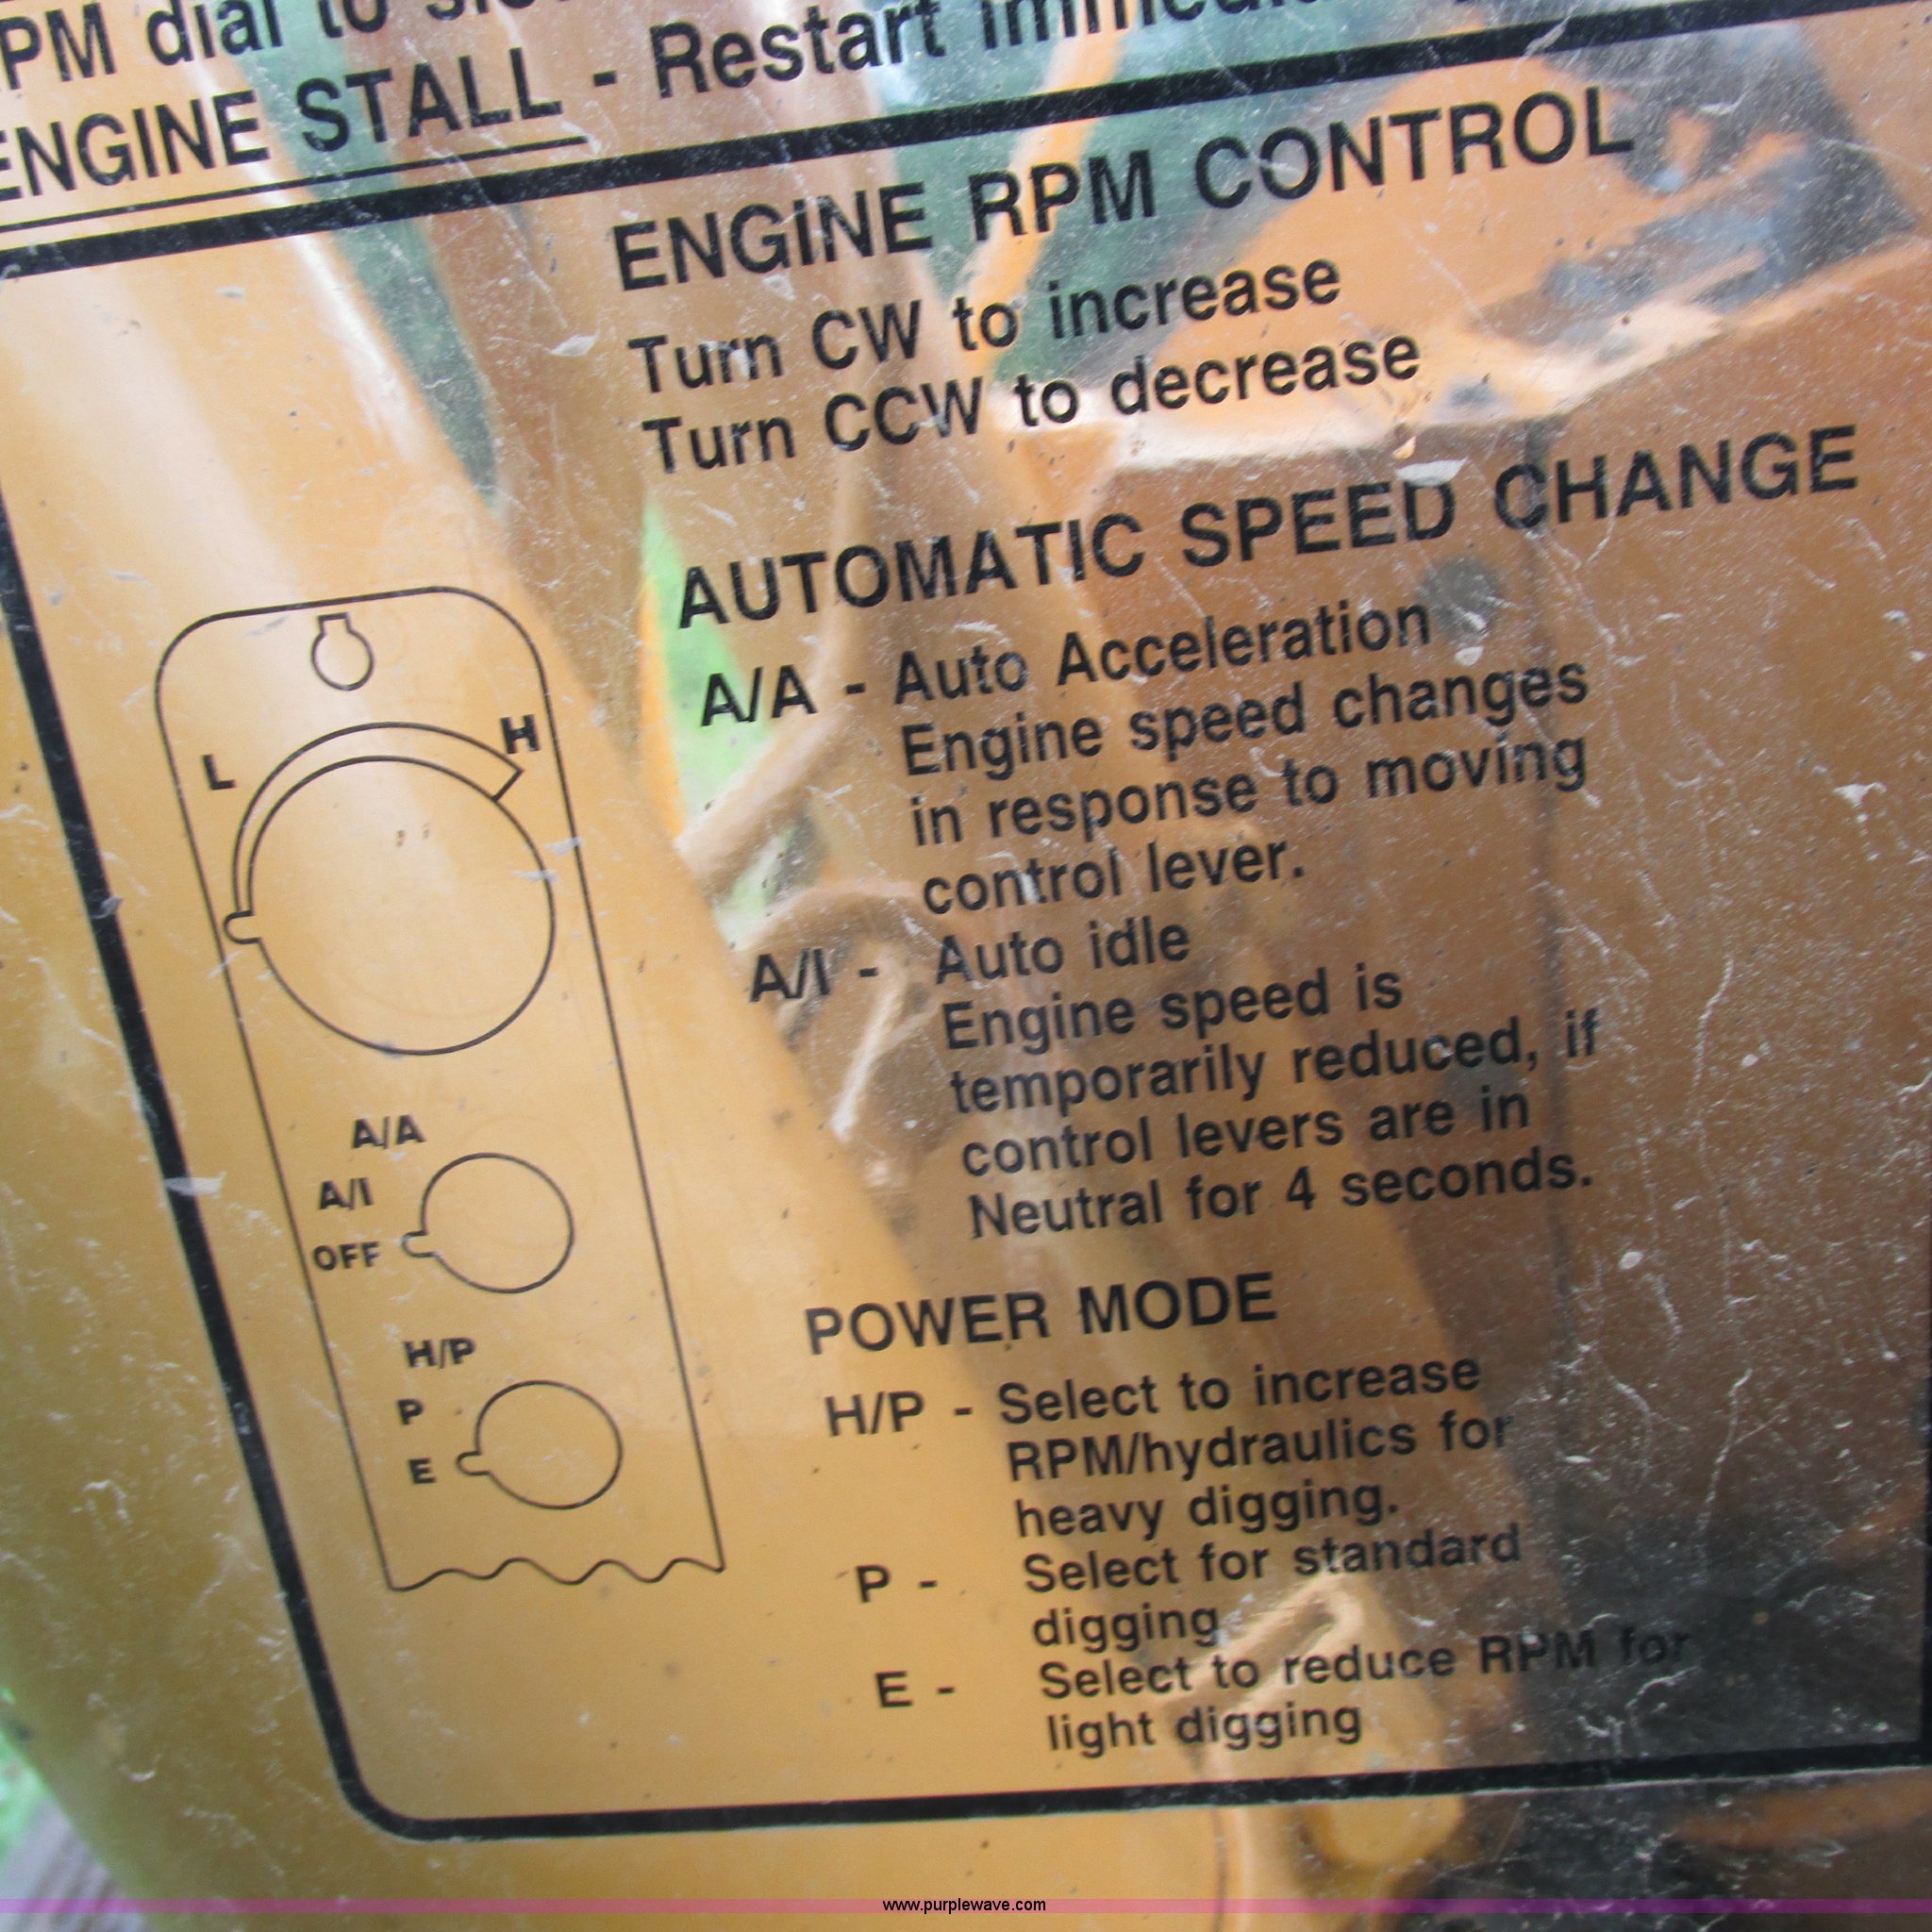 PM dial to
ENGINE STALL - Restart
ENGINE RPM CONTROL
Turn CW to increase
Turn CCW to decrease
AUTOMATIC SPEED CHANGE
A/A - Auto Acceleration
Engine speed changes
in response to moving
control lever.
A/I - Auto idle
Engine speed is
temporarily reduced, if
control levers are in
Neutral for 4 seconds.
POWER MODE
H/P - Select to increase
RPM/hydraulics for
heavy digging.
P - Select for standard
digging
E - Select to reduce RPM for
light digging
L
H
A/A
A/I
OFF
H/P
P
E
www.purplewave.com